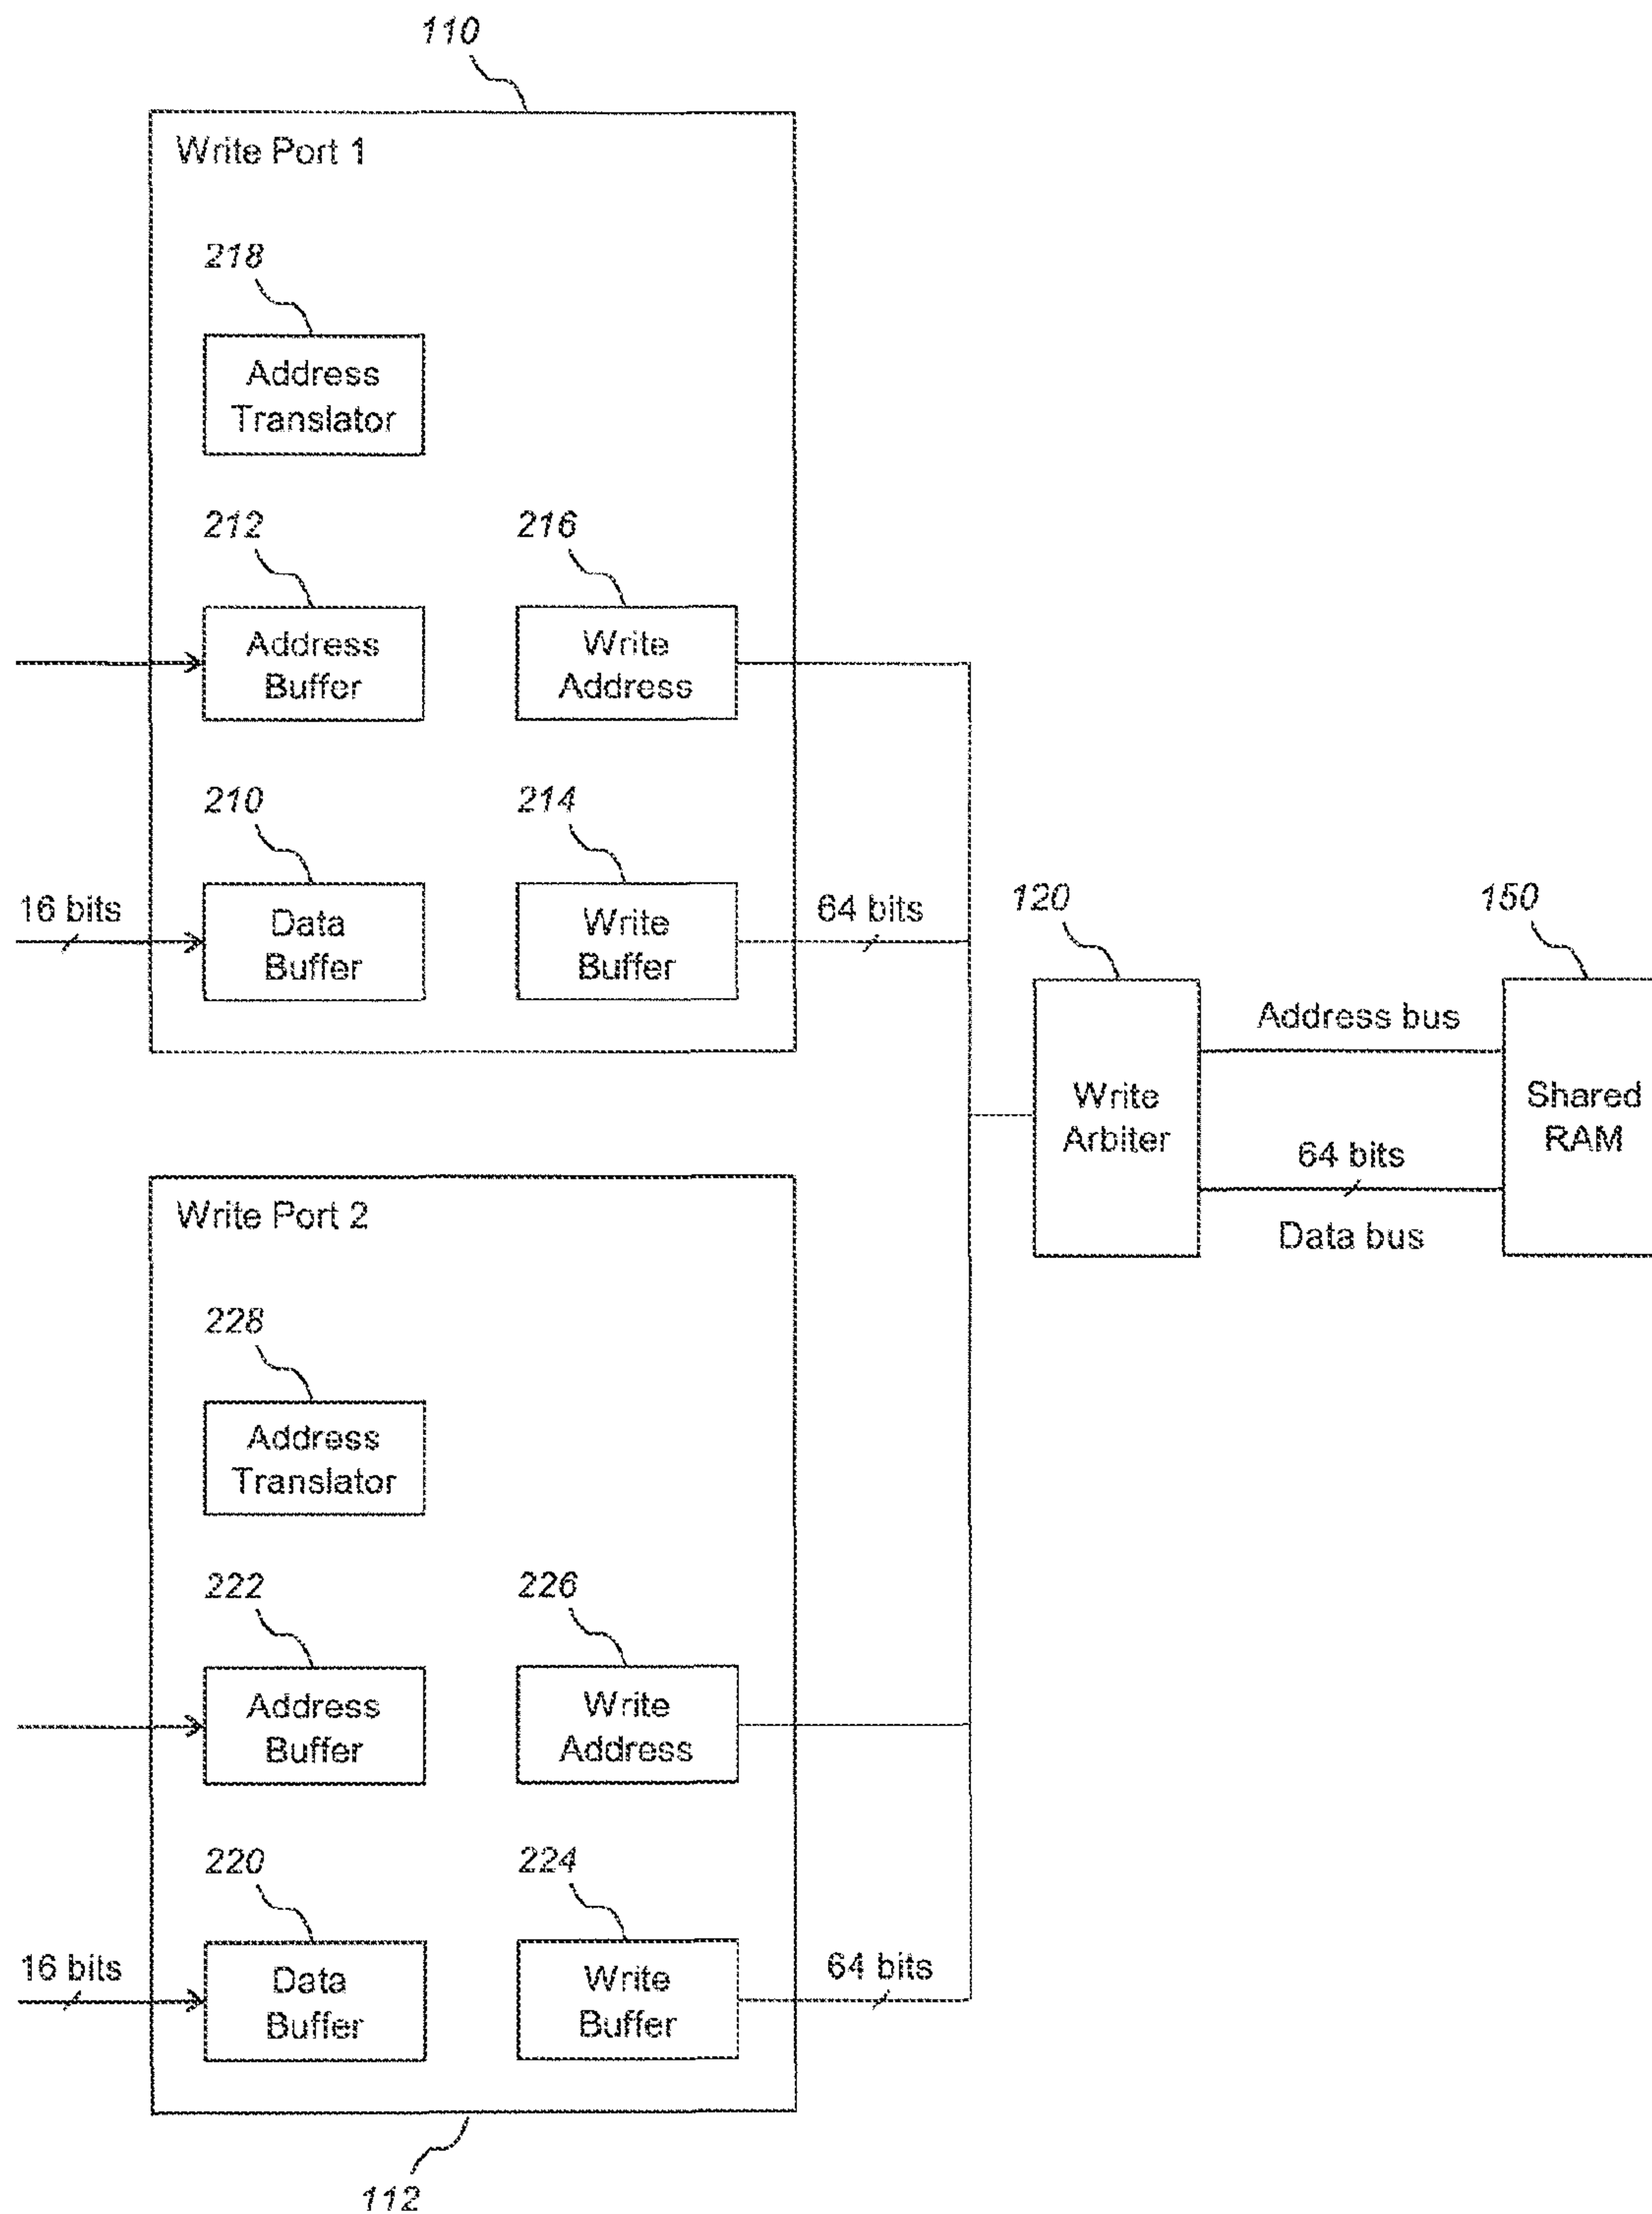 110
Write Port 1
218
Address
Translator
212
216
Address
Buffer
Write
Address
210
214
16 bits
Data
Buffer
Write
Buffer
64 bits
120
150
Write
Arbiter
Address bus
64 bits
Data bus
Shared
RAM
Write Port 2
228
Address
Translator
222
226
Address
Buffer
Write
Address
220
224
16 bits
Data
Buffer
Write
Buffer
64 bits
112